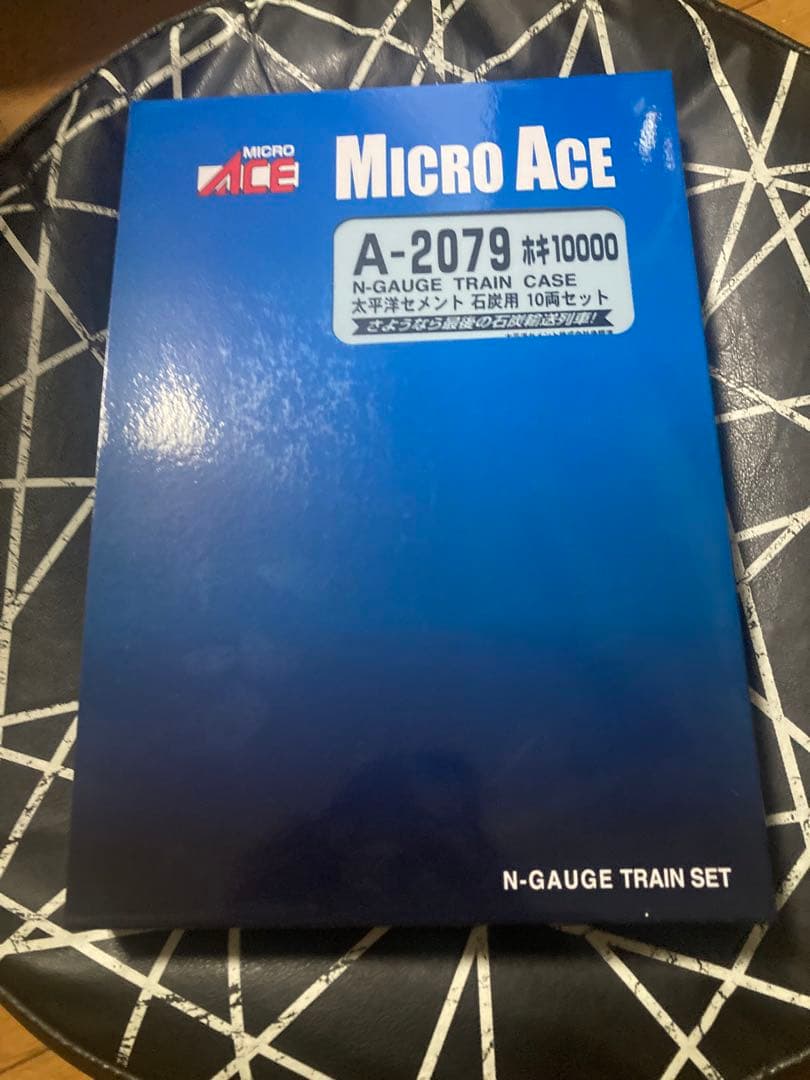 MICRO
ACE
MICRO ACE
A-2079 ホキ10000
N-GAUGE TRAIN CASE
太平洋セメント 石炭用 10両セット
さようなら最後の石炭輸送列車!
N-GAUGE TRAIN SET